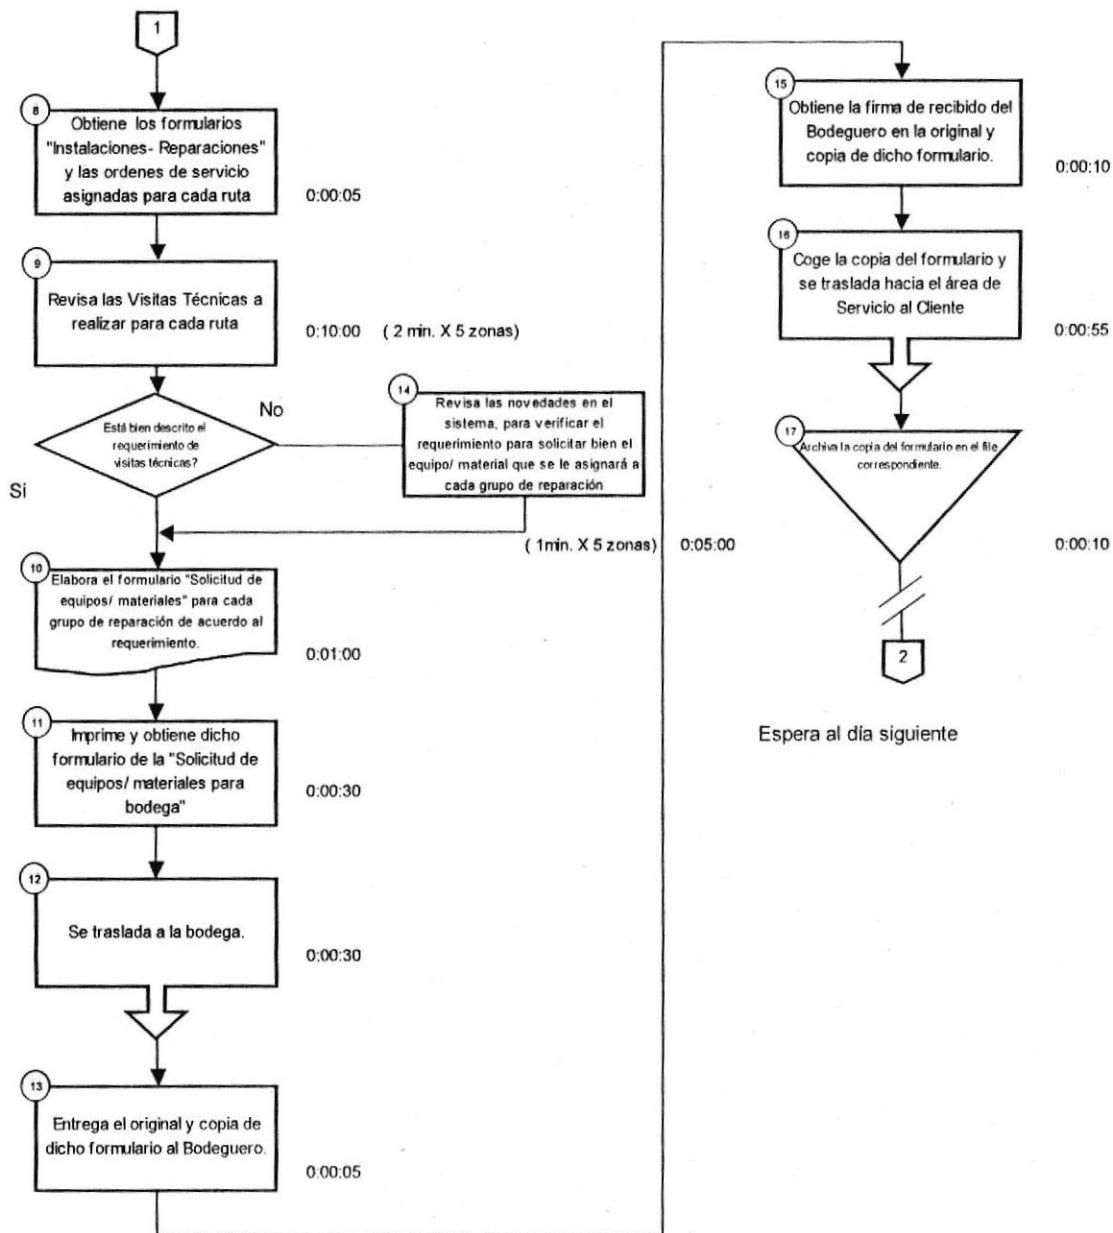 1
8
Obtiene los formularios
"Instalaciones- Reparaciones"
y las ordenes de servicio
asignadas para cada ruta
0:00:05
9
Revisa las Visitas Técnicas a
realizar para cada ruta
0:10:00 ( 2 min. X 5 zonas)
Está bien descrito el
requerimiento de
visitas técnicas?
No
Si
14
Revisa las novedades en el
sistema, para verificar el
requerimiento para solicitar bien el
equipo/ material que se le asignará a
cada grupo de reparación
( 1min. X 5 zonas) 0:05:00
10
Elabora el formulario "Solicitud de
equipos/ materiales" para cada
grupo de reparación de acuerdo al
requerimiento.
0:01:00
11
Imprime y obtiene dicho
formulario de la "Solicitud de
equipos/ materiales para
bodega"
0:00:30
12
Se traslada a la bodega.
0:00:30
13
Entrega el original y copia de
dicho formulario al Bodeguero.
0:00:05
15
Obtiene la firma de recibido del
Bodeguero en la original y
copia de dicho formulario.
0:00:10
16
Coge la copia del formulario y
se traslada hacia el área de
Servicio al Cliente
0:00:55
17
Archiva la copia del formulario en el file
correspondiente.
0:00:10
2
Espera al día siguiente